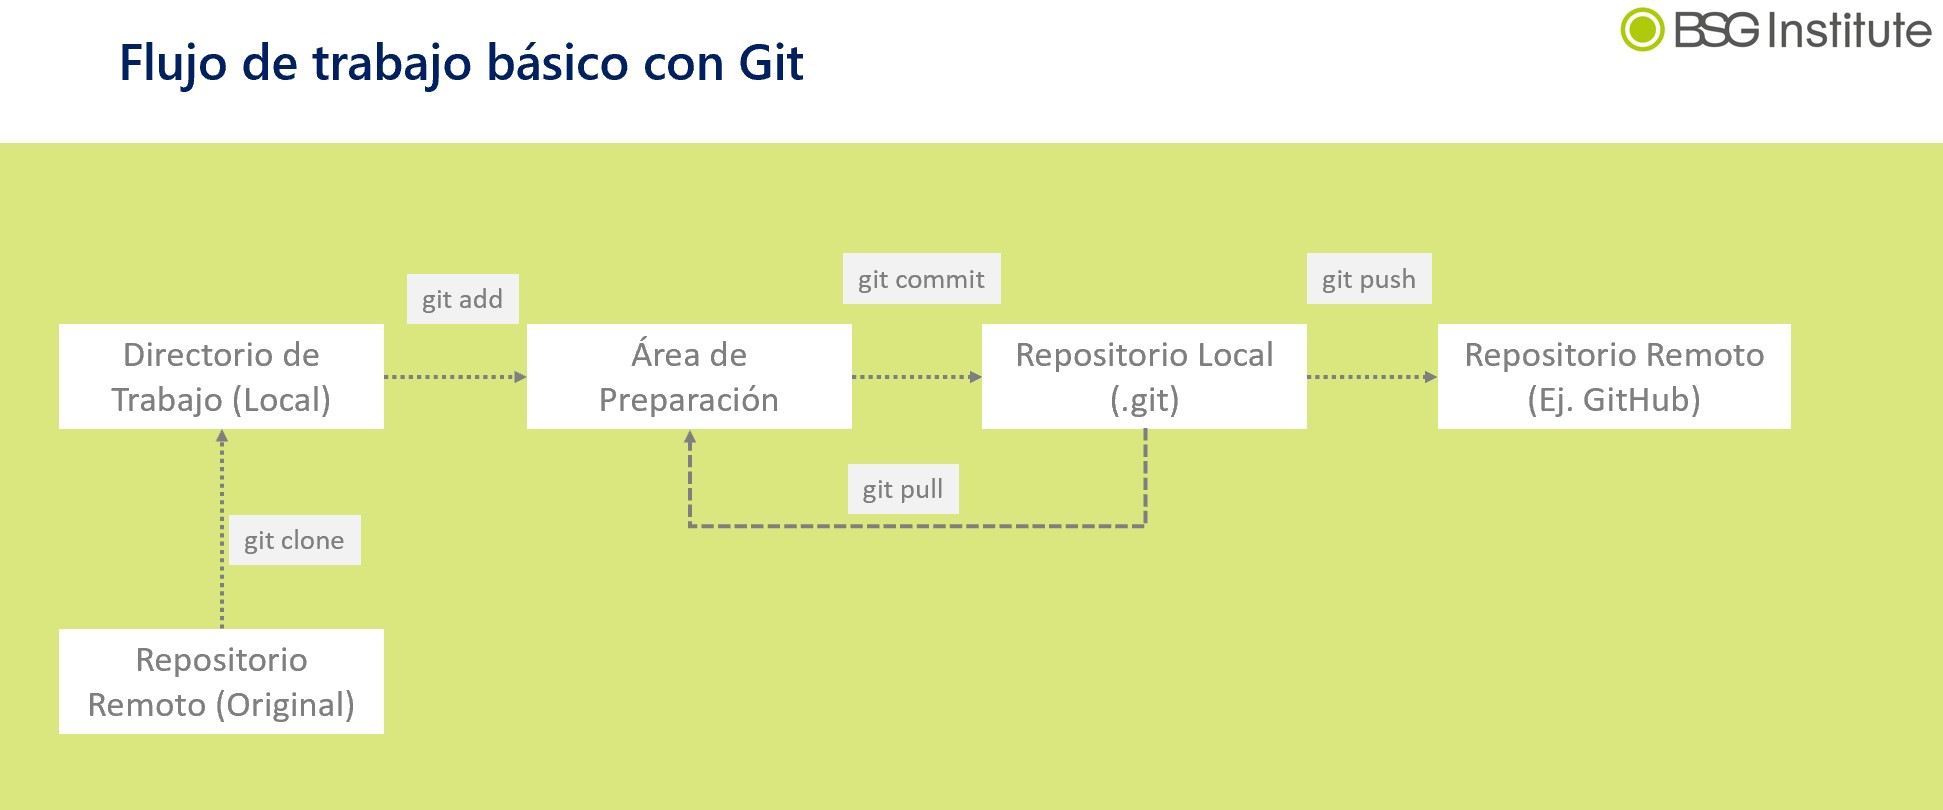 Flujo de trabajo básico con Git
BSG Institute
git add
git commit
git push
Directorio de
Trabajo (Local)
Área de
Preparación
Repositorio Local
(.git)
Repositorio Remoto
(Ej. GitHub)
git pull
git clone
Repositorio
Remoto (Original)